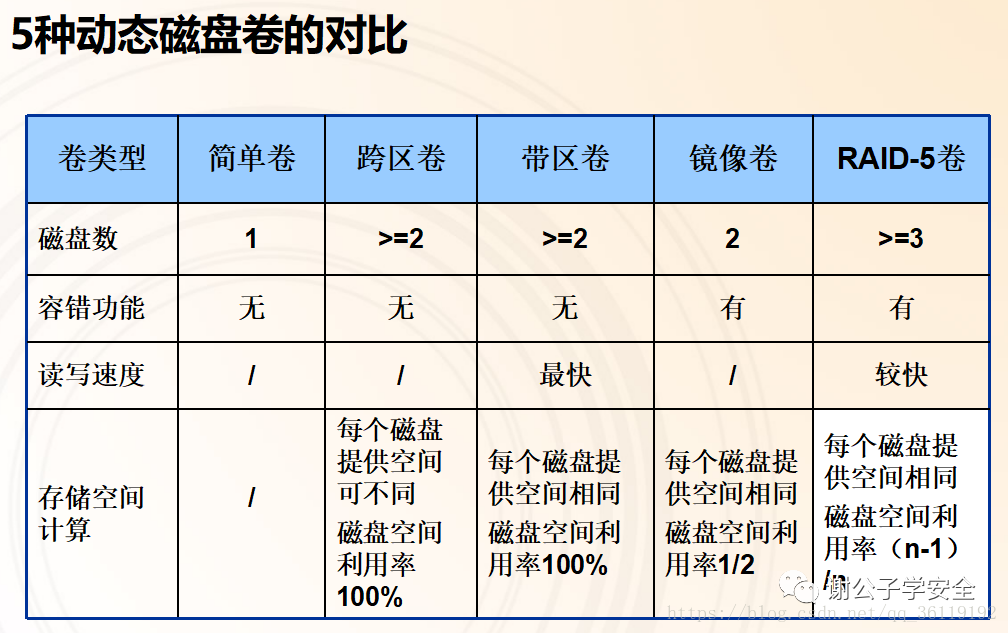 5种动态磁盘卷的对比
卷类型 简单卷 跨区卷 带区卷 镜像卷 RAID-5卷
磁盘数 1 >=2 >=2 2 >=3
容错功能 无 无 无 有 有
读写速度 / / 最快 / 较快
存储空间
计算
/
每个磁盘
提供空间
可不同
磁盘空间
利用率
100%
每个磁盘提
供空间相同
磁盘空间利
用率100%
每个磁盘提
供空间相同
磁盘空间利
用率1/2
每个磁盘提
供空间相同
磁盘空间利
用率（n-1）
/n
谢公子学安全
https://blog.csdn.net/qq_36119192